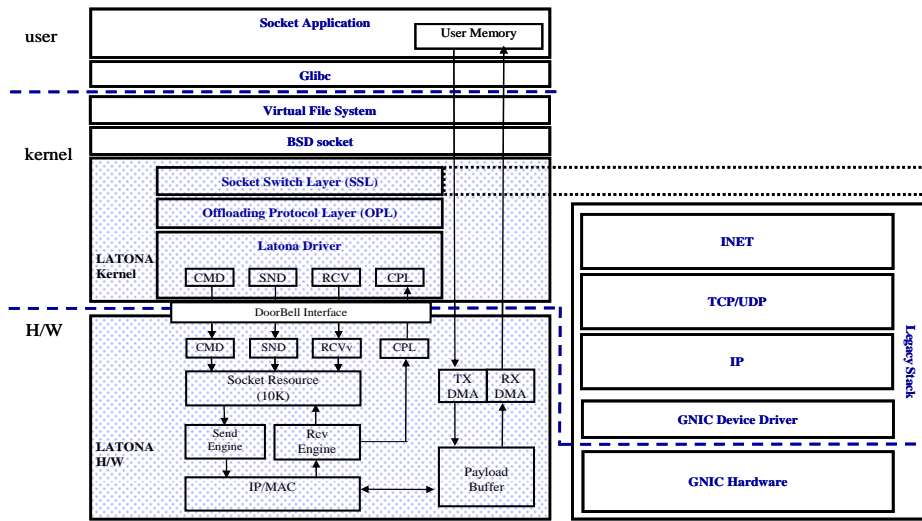 Socket Application
user
User Memory
Glibc
Virtual File System
BSD socket
kernel
Socket Switch Layer (SSL)
Offloading Protocol Layer (OPL)
Latona Driver
LATONA
Kernel
CMD SND RCV CPL
INET
TCP/UDP
IP
GNIC Device Driver
GNIC Hardware
Legacy Stack
H/W
DoorBell Interface
CMD SND RCVv CPL
Socket Resource
(10K)
TX
DMA
RX
DMA
Send
Engine
Rcv
Engine
LATONA
H/W
IP/MAC
Payload
Buffer